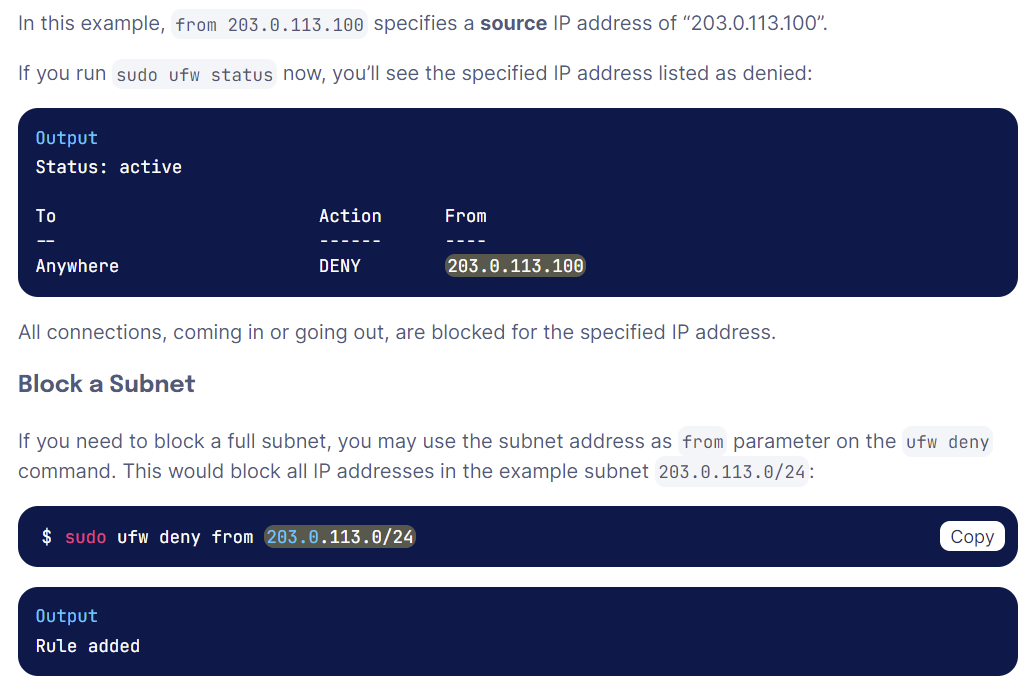 In this example, from 203.0.113.100 specifies a source IP address of “203.0.113.100”.
If you run sudo ufw status now, you’ll see the specified IP address listed as denied:
Output
Status: active
To                         Action      From
--                         ------      ----
Anywhere                   DENY        203.0.113.100
All connections, coming in or going out, are blocked for the specified IP address.
Block a Subnet
If you need to block a full subnet, you may use the subnet address as from parameter on the ufw deny
command. This would block all IP addresses in the example subnet 203.0.113.0/24:
$ sudo ufw deny from 203.0.113.0/24 Copy
Output
Rule added